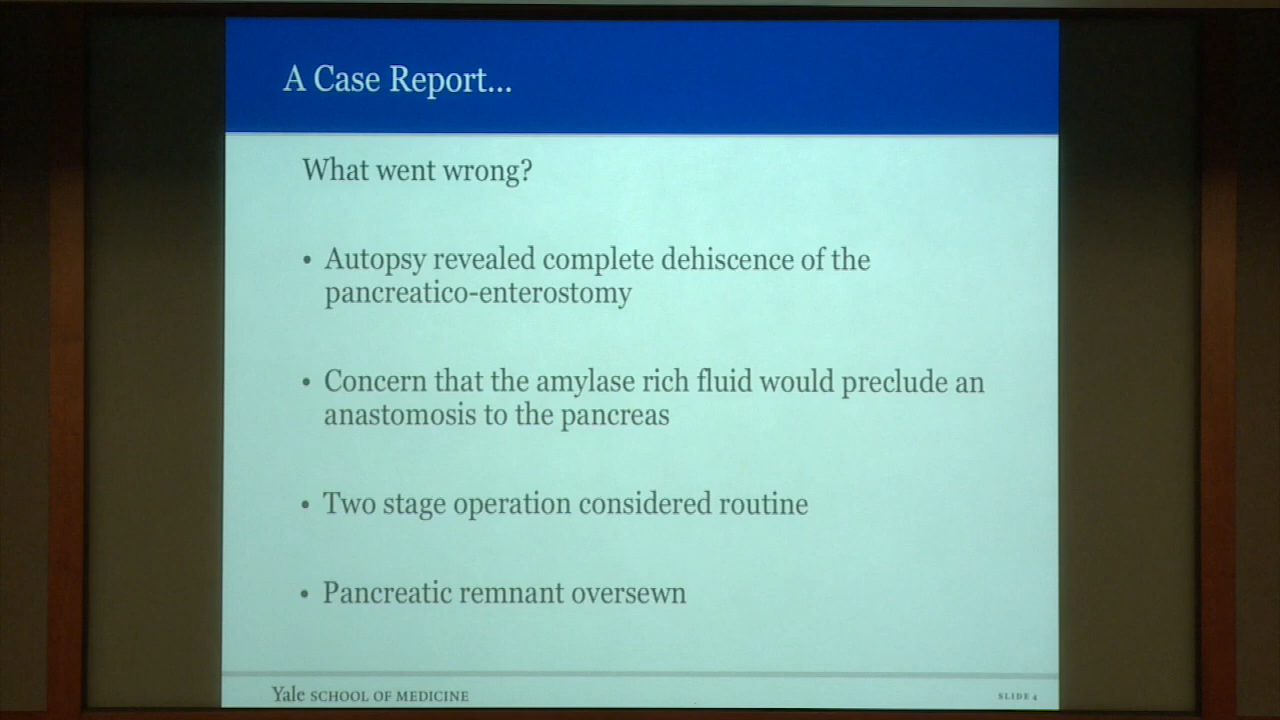 A Case Report...
What went wrong?
• Autopsy revealed complete dehiscence of the
pancreatico-enterostomy
• Concern that the amylase rich fluid would preclude an
anastomosis to the pancreas
• Two stage operation considered routine
• Pancreatic remnant oversewn
Yale SCHOOL OF MEDICINE
SLIDE 4